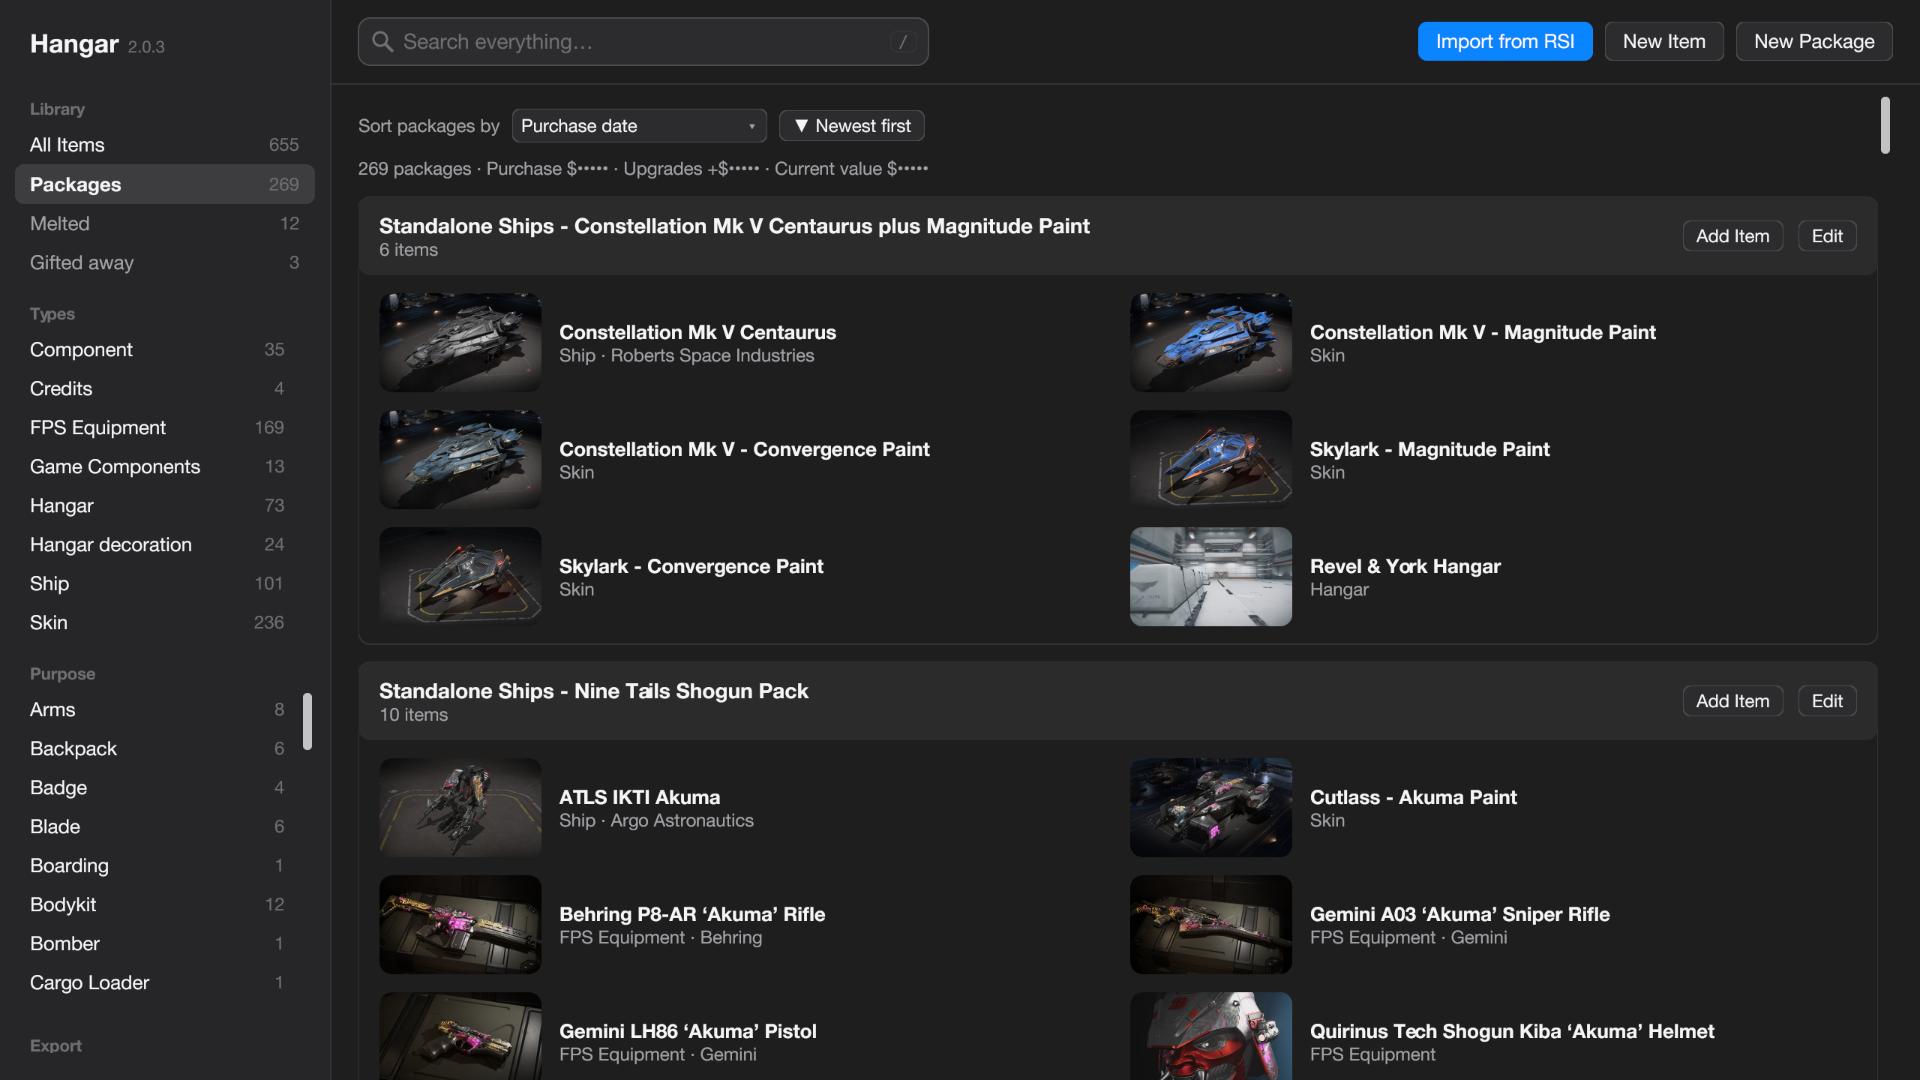 Hangar 2.0.3
Search everything…
/
Import from RSI
New Item
New Package
Library
All Items 655
Packages 269
Melted 12
Gifted away 3
Types
Component 35
Credits 4
FPS Equipment 169
Game Components 13
Hangar 73
Hangar decoration 24
Ship 101
Skin 236
Purpose
Arms 8
Backpack 6
Badge 4
Blade 6
Boarding 1
Bodykit 12
Bomber 1
Cargo Loader 1
Export
Sort packages by Purchase date ▼ Newest first
269 packages · Purchase $••••• · Upgrades +$••••• · Current value $•••••
Standalone Ships - Constellation Mk V Centaurus plus Magnitude Paint
6 items
Add Item
Edit
Constellation Mk V Centaurus
Ship · Roberts Space Industries
Constellation Mk V - Magnitude Paint
Skin
Constellation Mk V - Convergence Paint
Skin
Skylark - Magnitude Paint
Skin
Skylark - Convergence Paint
Skin
Revel & York Hangar
Hangar
Standalone Ships - Nine Tails Shogun Pack
10 items
Add Item
Edit
ATLS IKTI Akuma
Ship · Argo Astronautics
Cutlass - Akuma Paint
Skin
Behring P8-AR ‘Akuma’ Rifle
FPS Equipment · Behring
Gemini A03 ‘Akuma’ Sniper Rifle
FPS Equipment · Gemini
Gemini LH86 ‘Akuma’ Pistol
FPS Equipment · Gemini
Quirinus Tech Shogun Kiba ‘Akuma’ Helmet
FPS Equipment